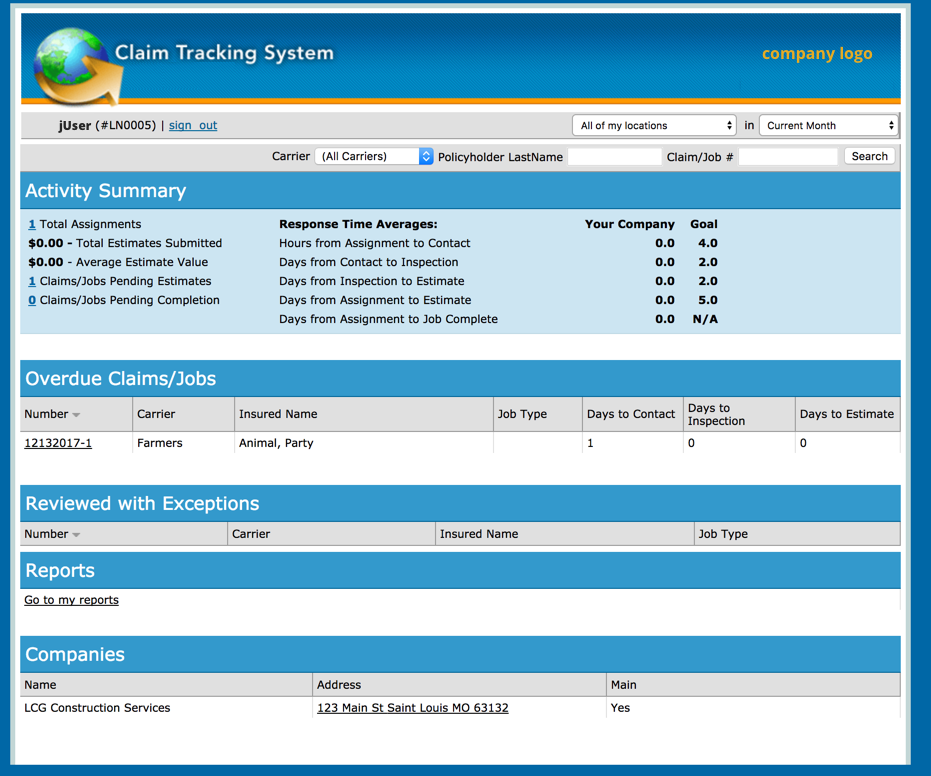 Claim Tracking System
company logo
jUser (#LN0005) | sign out
All of my locations in Current Month
Carrier (All Carriers) Policyholder LastName Claim/Job # Search
Activity Summary
1 Total Assignments Response Time Averages: Your Company Goal
$0.00 - Total Estimates Submitted Hours from Assignment to Contact 0.0 4.0
$0.00 - Average Estimate Value Days from Contact to Inspection 0.0 2.0
1 Claims/Jobs Pending Estimates Days from Inspection to Estimate 0.0 2.0
0 Claims/Jobs Pending Completion Days from Assignment to Estimate 0.0 5.0
Days from Assignment to Job Complete 0.0 N/A
Overdue Claims/Jobs
Number Carrier Insured Name Job Type Days to Contact Days to Inspection Days to Estimate
12132017-1 Farmers Animal, Party 1 0 0
Reviewed with Exceptions
Number Carrier Insured Name Job Type
Reports
Go to my reports
Companies
Name Address Main
LCG Construction Services 123 Main St Saint Louis MO 63132 Yes